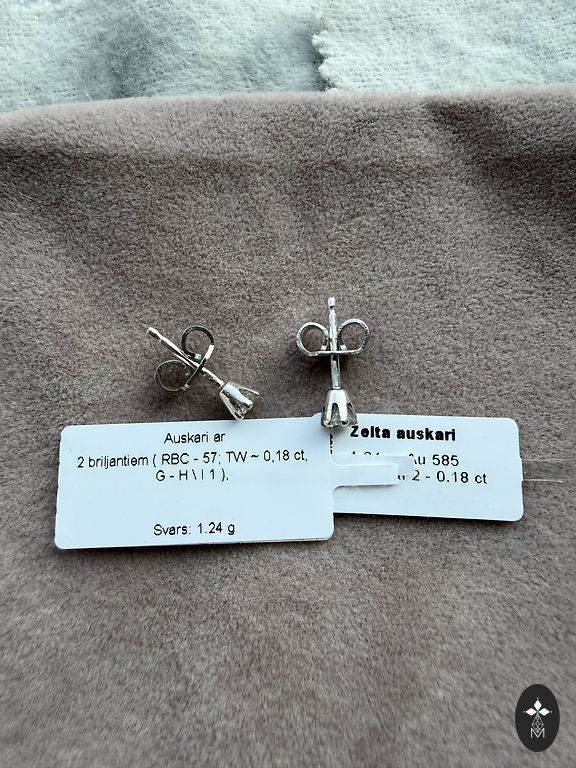 Auskari ar
2 briljantiem ( RBC - 57; TW ~ 0,18 ct,
G - H \ I 1 ),
Svars: 1.24 g
Zelta auskari
Au 585
2 - 0.18 ct
M